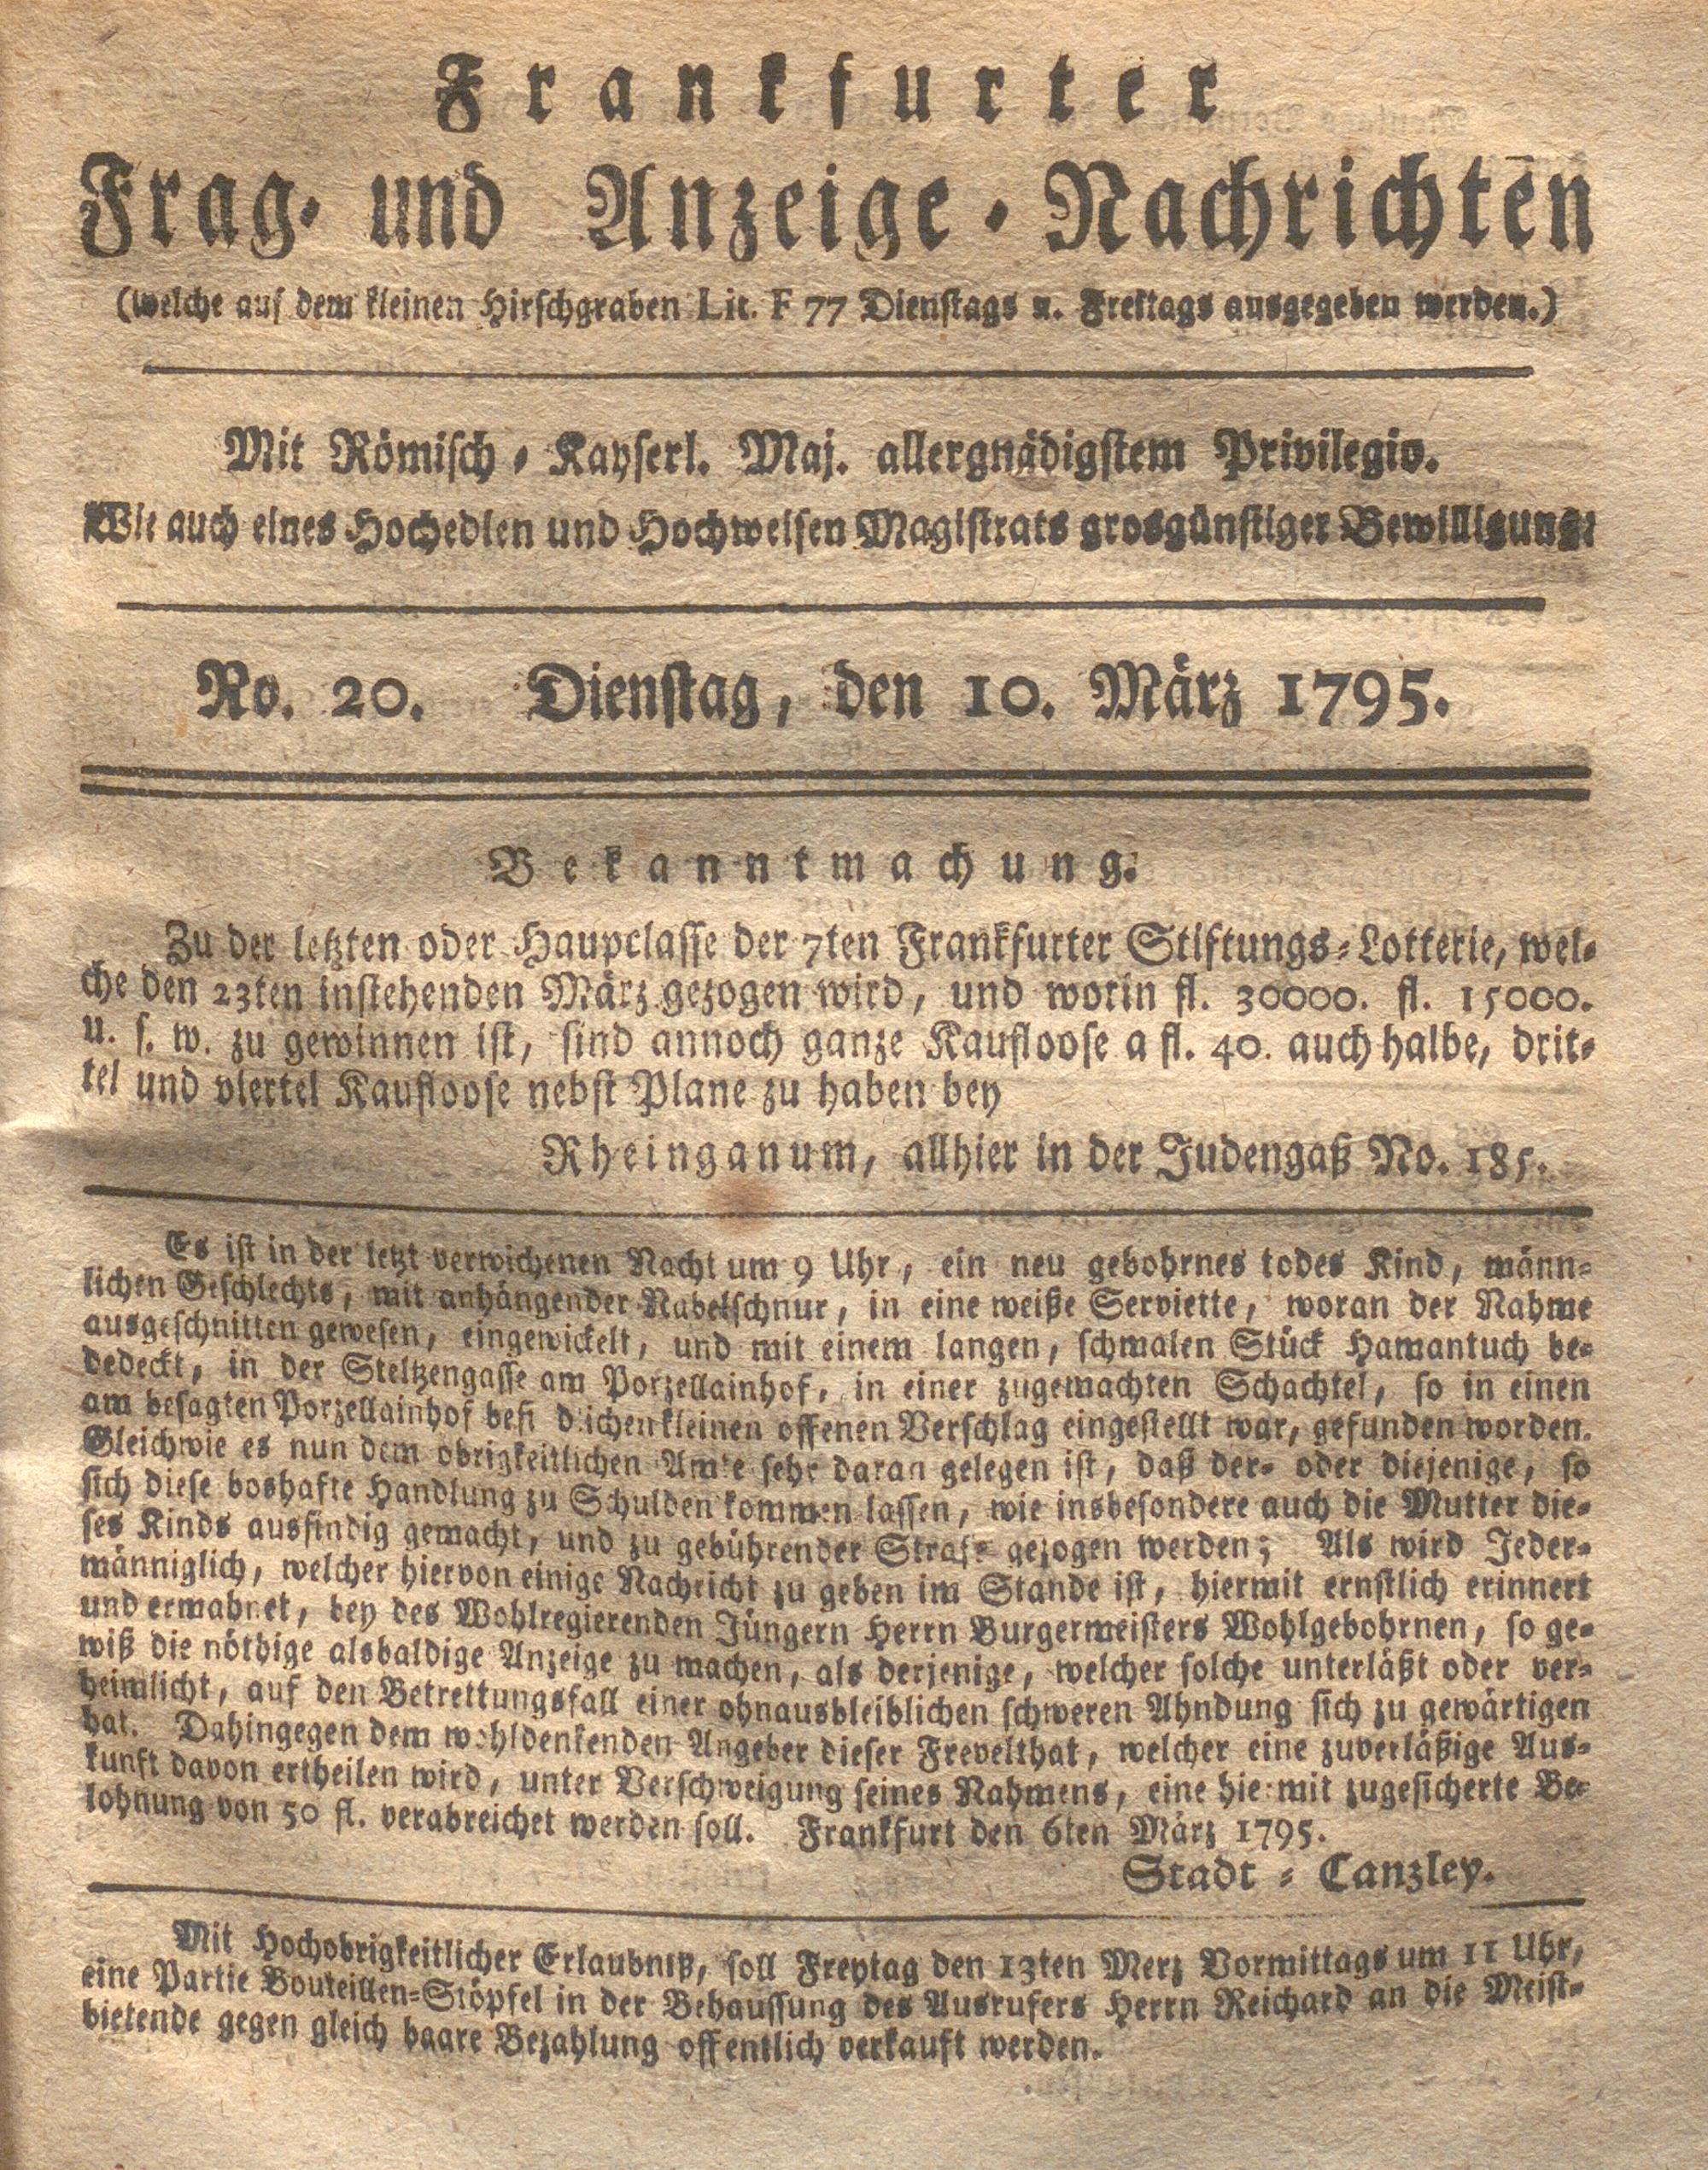 Frankfurter
Frag- und Anzeige-Nachrichten
(welche auf dem kleinen Hirschgraben Lit. F 77 Dienstags u. Freitags ausgegeben werden.)
Mit Römisch-Kayserl. Maj. allergnädigstem Privilegio.
Wie auch eines Hochedlen und Hochweisen Magistrats grosgünstiger Bewilligung:
No. 20. Dienstag, den 10. März 1795.
Bekanntmachung.
Zu der letzten oder Haupclasse der 7ten Frankfurter Stiftungs-Lotterie, wel-
che den 23ten instehenden März gezogen wird, und worin fl. 30000. fl. 15000.
u. s. w. zu gewinnen ist, sind annoch ganze Kaufloose a fl. 40. auch halbe, drit-
tel und viertel Kaufloose nebst Plane zu haben bey
Rheinganum, allhier in der Judengaß No. 185.
Es ist in der letzt verwichenen Nacht um 9 Uhr, ein neu gebohrnes todes Kind, männ-
lichen Geschlechts, mit anhängender Nabelschnur, in eine weiße Serviette, woran der Nahme
ausgeschnitten gewesen, eingewickelt, und mit einem langen, schmalen Stück Hamantuch be-
dedeckt, in der Steltzengasse am Porzellainhof, in einer zugemachten Schachtel, so in einen
am besagten Porzellainhof befindlichen kleinen offenen Verschlag eingestellt war, gefunden worden.
Gleichwie es nun dem obrigkeitlichen Amte sehr daran gelegen ist, daß der- oder diejenige, so
sich diese boshafte Handlung zu Schulden kommen lassen, wie insbesondere auch die Mutter die-
ses Kinds ausfindig gemacht, und zu gebührender Strafe gezogen werden; Als wird Jeder-
männiglich, welcher hiervon einige Nachricht zu geben im Stande ist, hiermit ernstlich erinnert
und ermahnet, bey des Wohlregierenden Jüngern Herrn Burgermeisters Wohlgebohrnen, so ge-
wiß die nöthige alsbaldige Anzeige zu machen, als derjenige, welcher solche unterläßt oder ver-
heimlicht, auf den Betrettungsfall einer ohnausbleiblichen schweren Ahndung sich zu gewärtigen
hat. Dahingegen dem wohldenkenden Angeber dieser Frevelthat, welcher eine zuverläßige Aus-
kunft davon ertheilen wird, unter Verschweigung seines Nahmens, eine hiermit zugesicherte Be-
lohnung von 50 fl. verabreichet werden soll. Frankfurt den 6ten März 1795.
Stadt-Canzley.
Mit Hochobrigkeitlicher Erlaubniß, soll Freytag den 13ten Merz Vormittags um 11 Uhr,
eine Partie Bouteillen-Stöpfel in der Behaussung des Ausrufers Herrn Reichard an die Meist-
bietende gegen gleich baare Bezahlung offentlich verkauft werden.